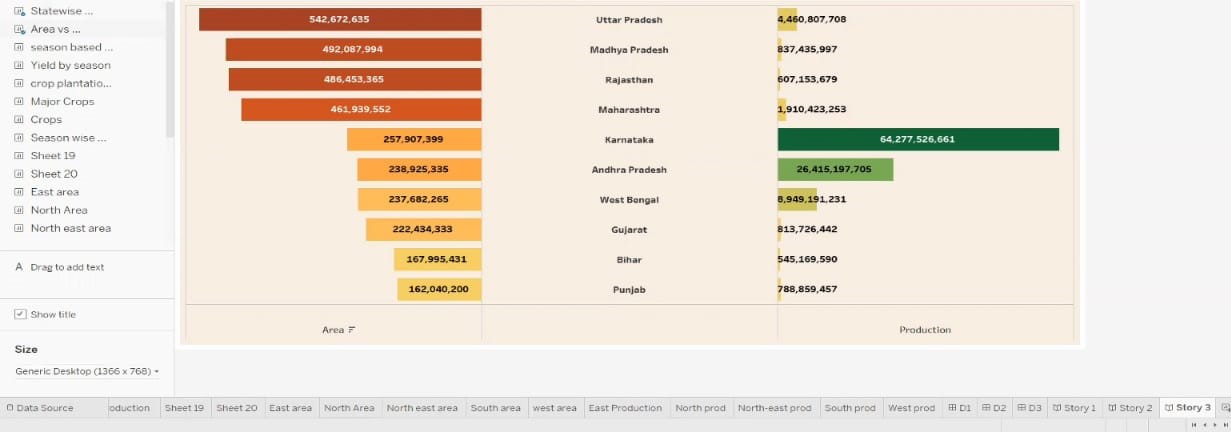 Statewise ...
Area vs ...
season based ...
Yield by season
crop plantatio...
Major Crops
Crops
Season wise ...
Sheet 19
Sheet 20
East area
North Area
North east area
A Drag to add text
Show title
Size
Generic Desktop (1366 x 768)
542,672,635 Uttar Pradesh 4,460,807,708
492,087,994 Madhya Pradesh 837,435,997
486,453,365 Rajasthan 607,153,679
461,939,552 Maharashtra 1,910,423,253
257,907,399 Karnataka 64,277,526,661
238,925,335 Andhra Pradesh 26,415,197,705
237,682,265 West Bengal 8,949,191,231
222,434,333 Gujarat 813,726,442
167,995,431 Bihar 545,169,590
162,040,200 Punjab 788,859,457
Area Production
Data Source oduction Sheet 19 Sheet 20 East area North Area North east area South area west area East Production North prod North-east prod South prod West prod D1 D2 D3 Story 1 Story 2 Story 3